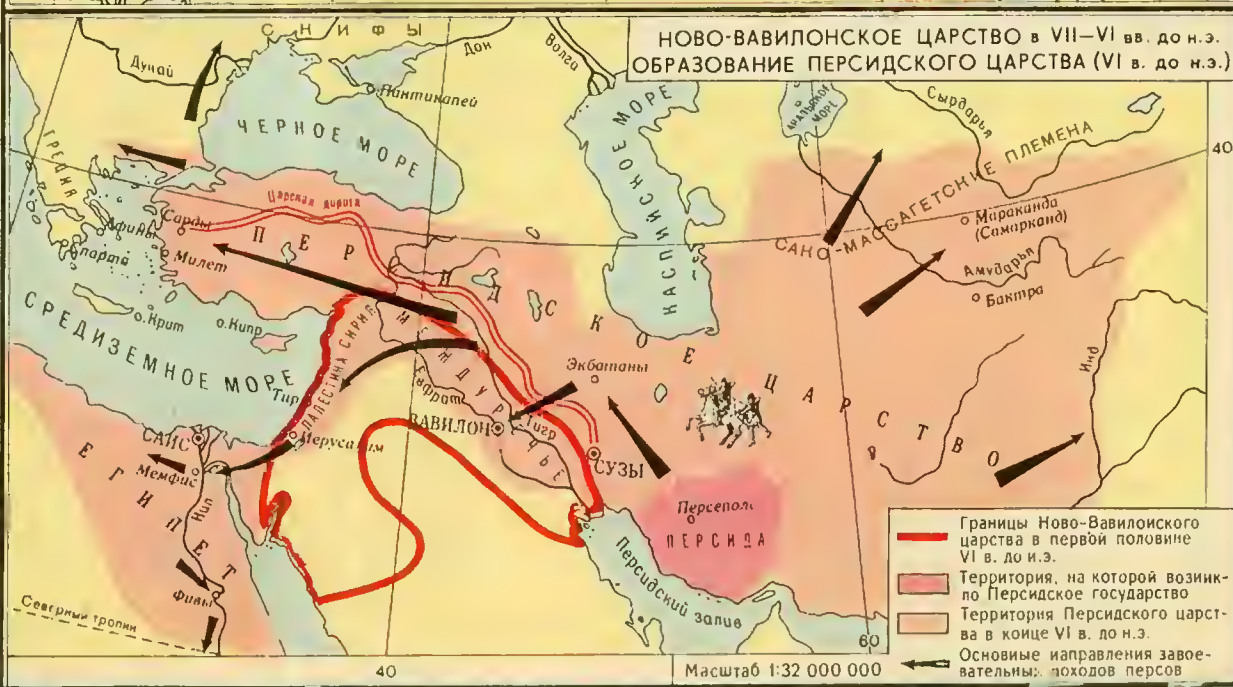 НОВО-ВАВИЛОНСКОЕ ЦАРСТВО в VII–VI вв. до н.э.
ОБРАЗОВАНИЕ ПЕРСИДСКОГО ЦАРСТВА (VI в. до н.э.)
СКИФЫ
Дунай
Дон
Волга
Пантикапей
ЧЕРНОЕ МОРЕ
КАСПИЙСКОЕ МОРЕ
АРАЛЬСКОЕ
МОРЕ
Сырдарья
40
САКО-МАССАГЕТСКИЕ ПЛЕМЕНА
Мараканда
(Самарканд)
Амударья
Бактра
Инд
ГРЕЦИЯ
Афины
Спарта
Сарды
Милет
Царская дорога
ПЕРСИДСКОЕ ЦАРСТВО
о.Крит
о.Кипр
СРЕДИЗЕМНОЕ МОРЕ
ПАЛЕСТИНА СИРИЯ
МЕЖДУРЕЧЬЕ
Евфрат
Тигр
Экбатаны
Тир
Иерусалим
ВАВИЛОН
СУЗЫ
САИС
Мемфис
ЕГИПЕТ
Нил
Фивы
Северный тропик
Персеполь
ПЕРСИДА
Персидский залив
40
60
Масштаб 1:32 000 000
Границы Ново-Вавилонского
царства в первой половине
VI в. до н.э.
Территория, на которой возник-
ло Персидское государство
Территория Персидского царст-
ва в конце VI в. до н.э.
Основные направления завое-
вательных походов персов